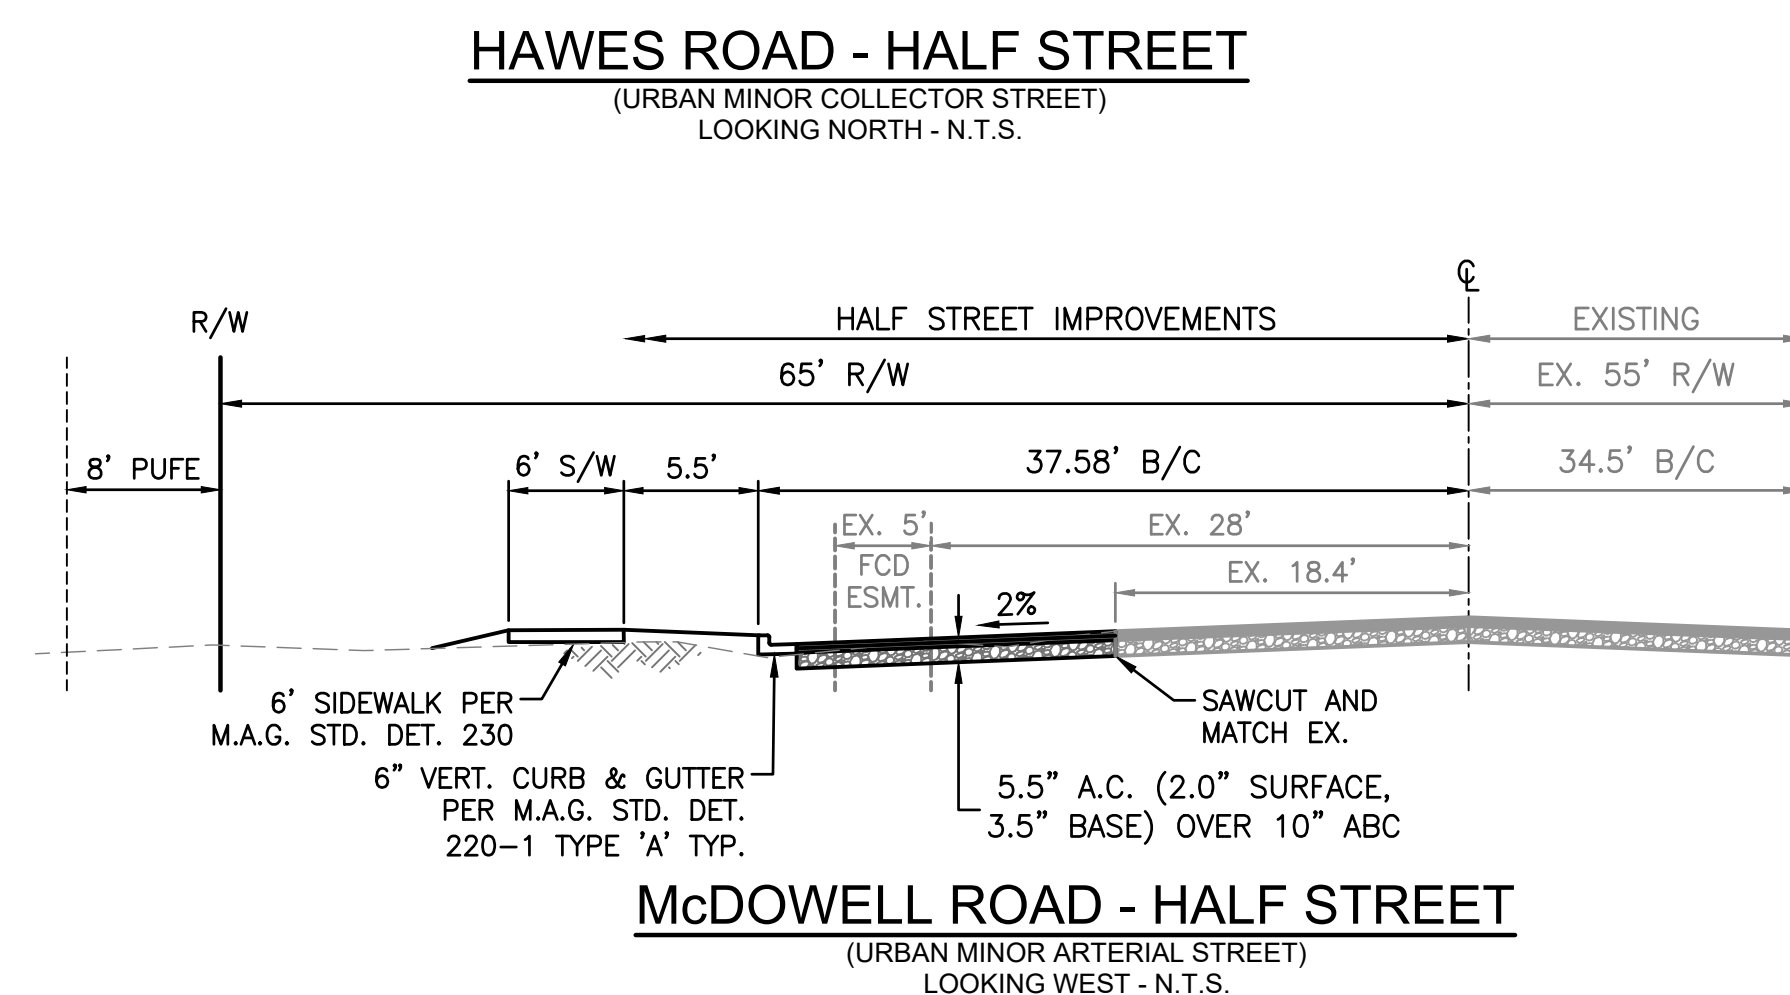 HAWES ROAD - HALF STREET
(URBAN MINOR COLLECTOR STREET)
LOOKING NORTH - N.T.S.
℄
R/W
HALF STREET IMPROVEMENTS
EXISTING
65' R/W
EX. 55' R/W
8' PUFE
6' S/W
5.5'
37.58' B/C
34.5' B/C
EX. 5'
FCD
ESMT.
EX. 28'
EX. 18.4'
2%
6' SIDEWALK PER
M.A.G. STD. DET. 230
SAWCUT AND
MATCH EX.
6” VERT. CURB & GUTTER
PER M.A.G. STD. DET.
220-1 TYPE 'A' TYP.
5.5” A.C. (2.0” SURFACE,
3.5” BASE) OVER 10” ABC
McDOWELL ROAD - HALF STREET
(URBAN MINOR ARTERIAL STREET)
LOOKING WEST - N.T.S.